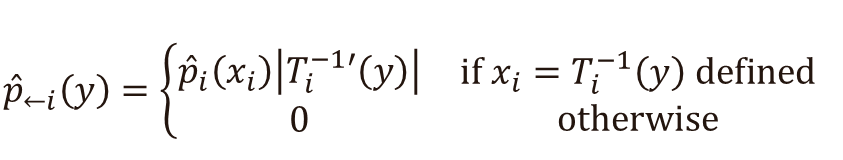 p̂←i(y) = { p̂i(xi)|Ti⁻¹′(y)| if xi = Ti⁻¹(y) defined
0 otherwise